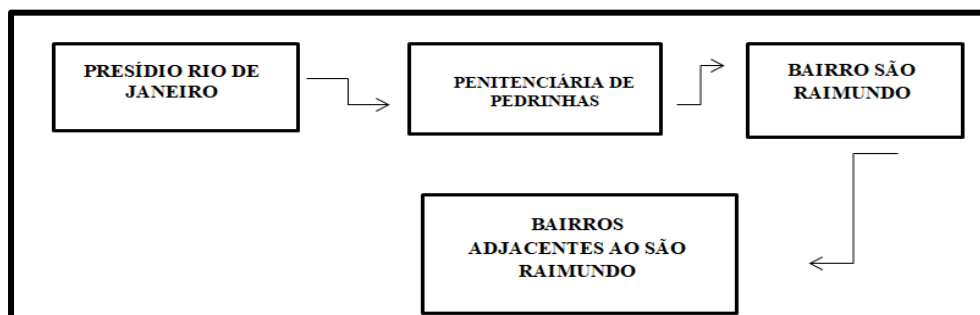 PRESÍDIO RIO DE
JANEIRO
PENITENCIÁRIA DE
PEDRINHAS
BAIRRO SÃO
RAIMUNDO
BAIRROS
ADJACENTES AO SÃO
RAIMUNDO